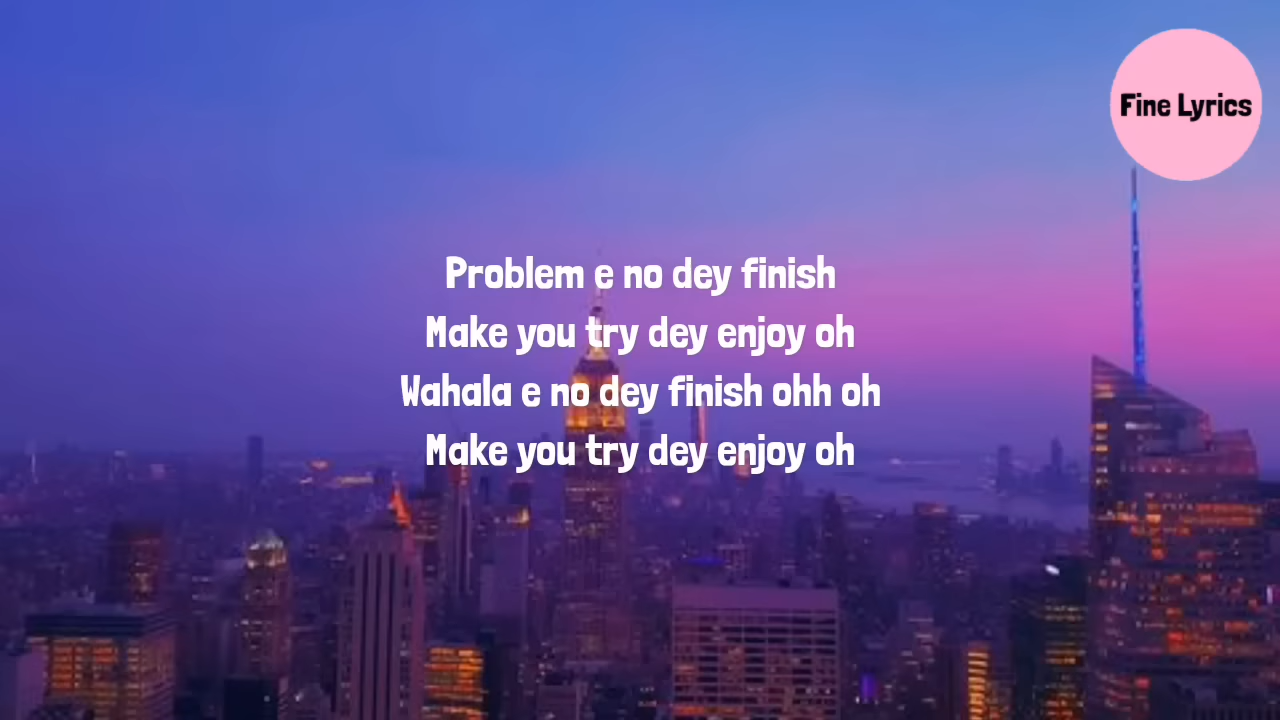 Fine Lyrics
Problem e no dey finish
Make you try dey enjoy oh
Wahala e no dey finish ohh oh
Make you try dey enjoy oh